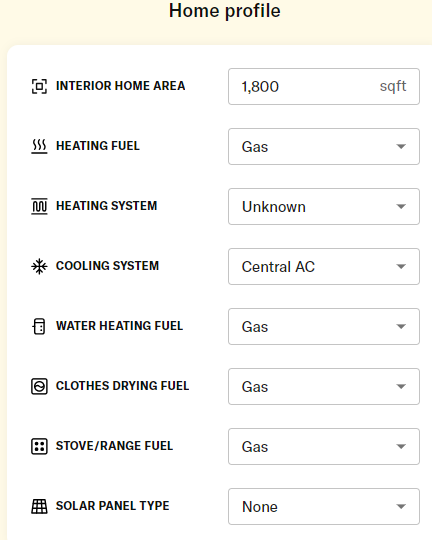 Home profile
INTERIOR HOME AREA 1,800 sqft
HEATING FUEL Gas
HEATING SYSTEM Unknown
COOLING SYSTEM Central AC
WATER HEATING FUEL Gas
CLOTHES DRYING FUEL Gas
STOVE/RANGE FUEL Gas
SOLAR PANEL TYPE None